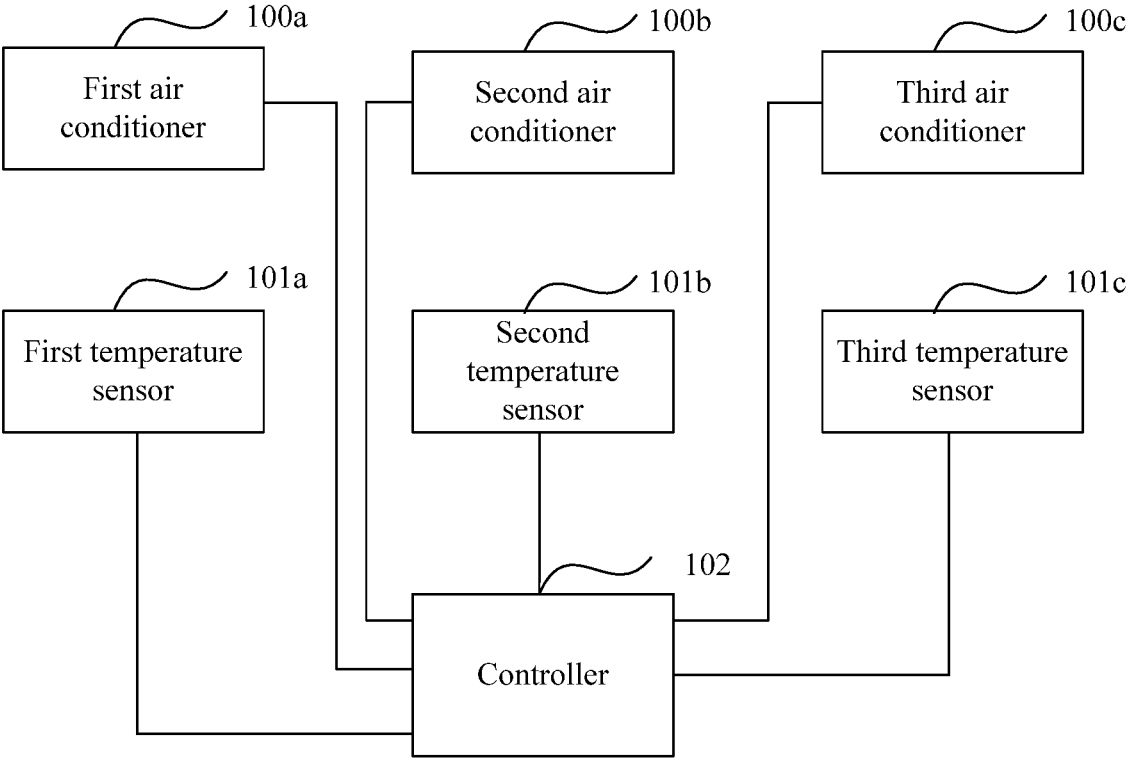 100a
First air
conditioner
100b
Second air
conditioner
100c
Third air
conditioner
101a
First temperature
sensor
101b
Second
temperature
sensor
101c
Third temperature
sensor
102
Controller